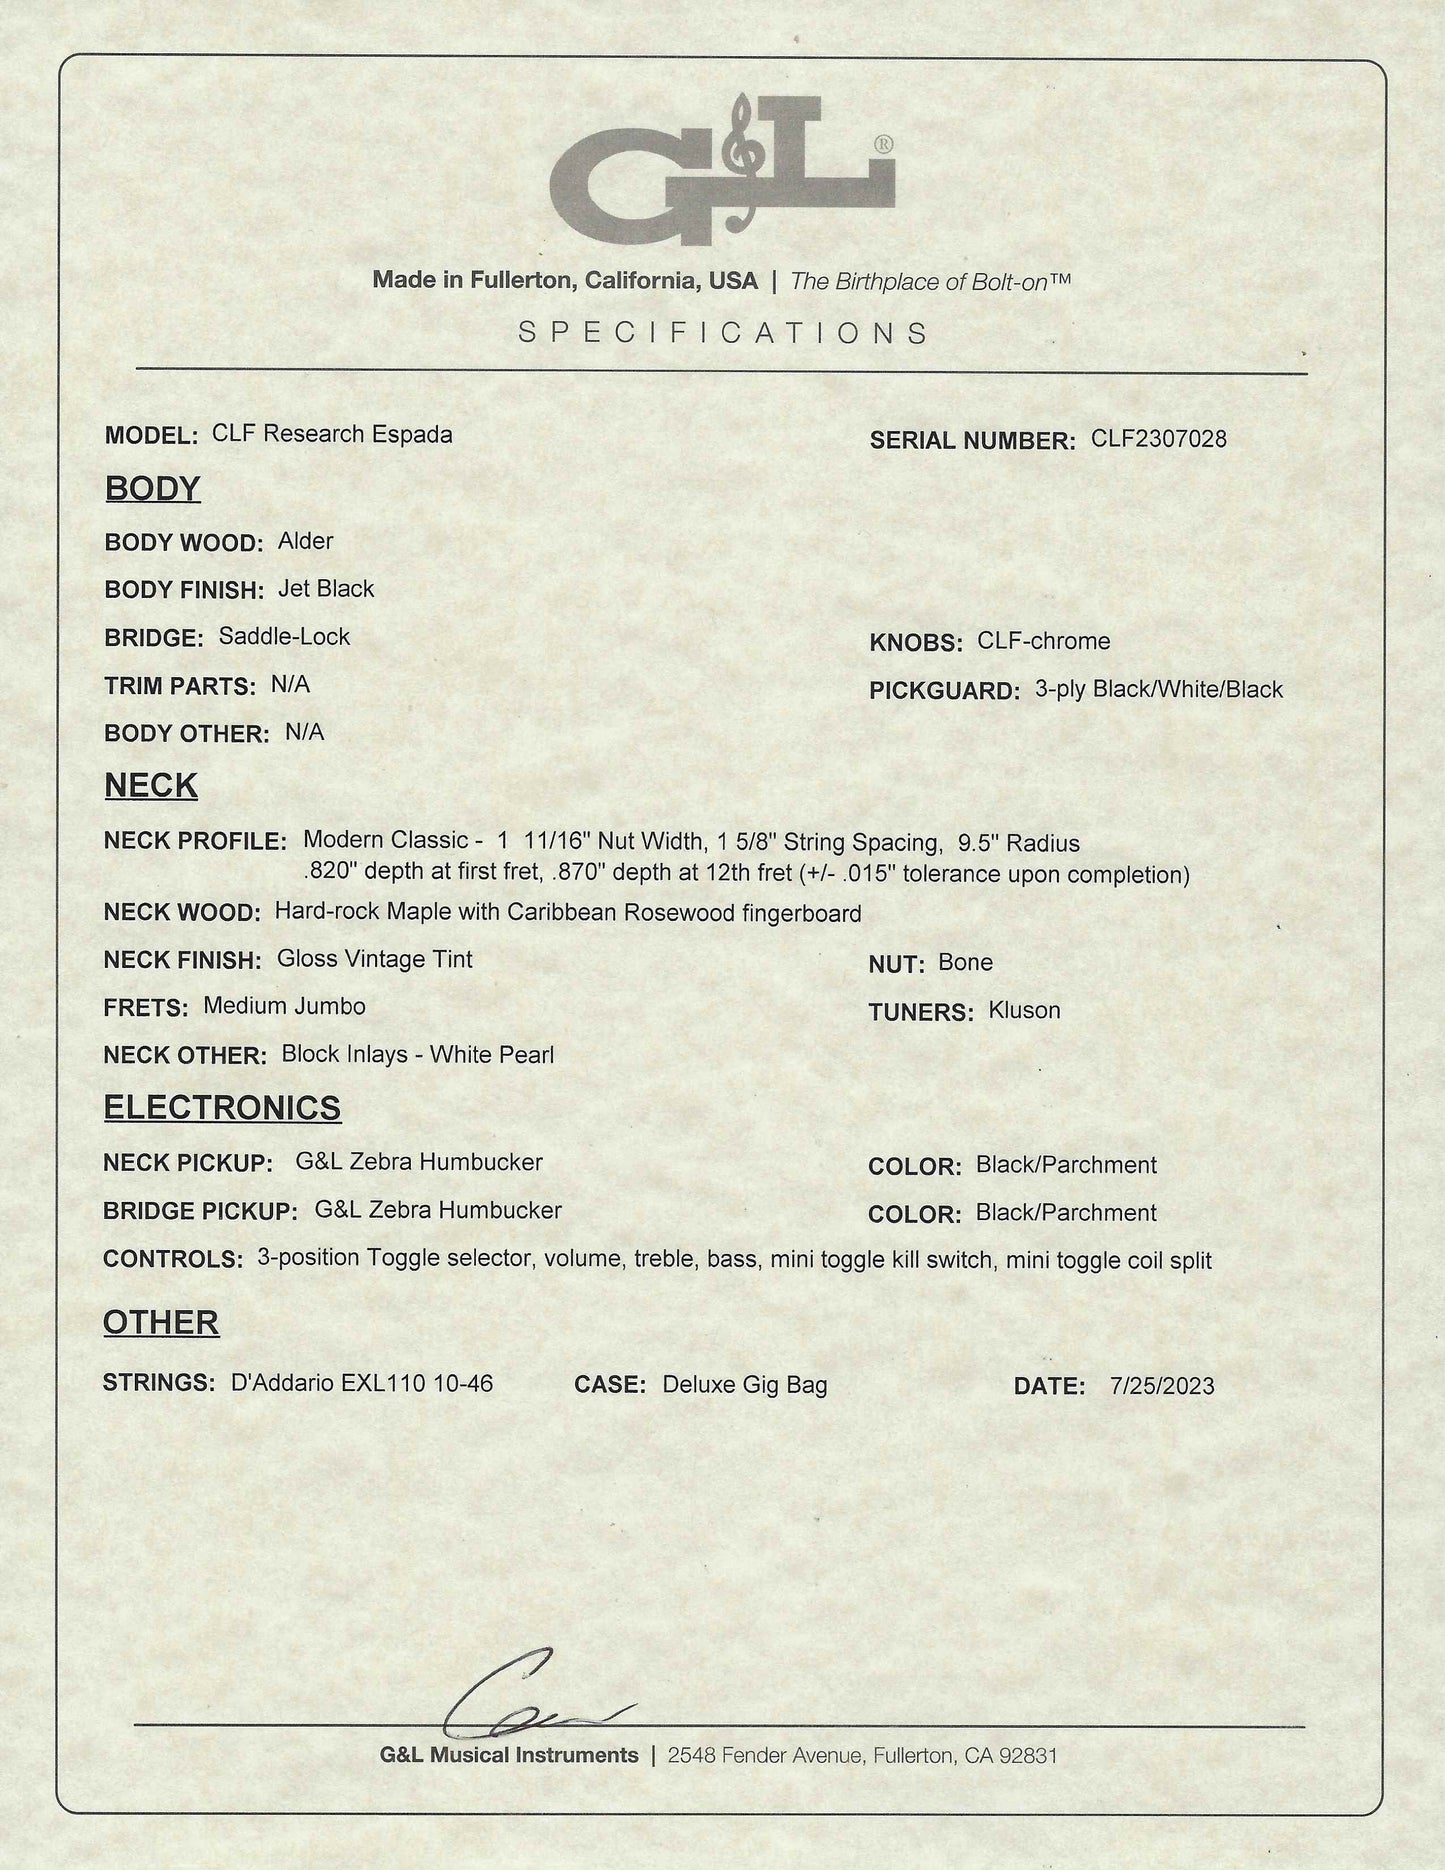 G&L®
Made in Fullerton, California, USA | The Birthplace of Bolt-on™
SPECIFICATIONS
MODEL: CLF Research Espada SERIAL NUMBER: CLF2307028
BODY
BODY WOOD: Alder
BODY FINISH: Jet Black
BRIDGE: Saddle-Lock KNOBS: CLF-chrome
TRIM PARTS: N/A PICKGUARD: 3-ply Black/White/Black
BODY OTHER: N/A
NECK
NECK PROFILE: Modern Classic - 1 11/16" Nut Width, 1 5/8" String Spacing, 9.5" Radius
.820" depth at first fret, .870" depth at 12th fret (+/- .015" tolerance upon completion)
NECK WOOD: Hard-rock Maple with Caribbean Rosewood fingerboard
NECK FINISH: Gloss Vintage Tint NUT: Bone
FRETS: Medium Jumbo TUNERS: Kluson
NECK OTHER: Block Inlays - White Pearl
ELECTRONICS
NECK PICKUP: G&L Zebra Humbucker COLOR: Black/Parchment
BRIDGE PICKUP: G&L Zebra Humbucker COLOR: Black/Parchment
CONTROLS: 3-position Toggle selector, volume, treble, bass, mini toggle kill switch, mini toggle coil split
OTHER
STRINGS: D'Addario EXL110 10-46 CASE: Deluxe Gig Bag DATE: 7/25/2023
G&L Musical Instruments | 2548 Fender Avenue, Fullerton, CA 92831